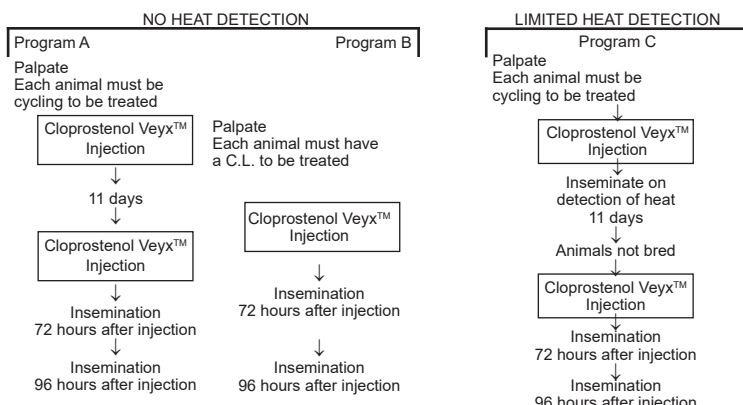 NO HEAT DETECTION
Program A
Palpate
Each animal must be
cycling to be treated
Cloprostenol Veyx™
Injection
11 days
Cloprostenol Veyx™
Injection
Insemination
72 hours after injection
Insemination
96 hours after injection
Program B
Palpate
Each animal must have
a C.L. to be treated
Cloprostenol Veyx™
Injection
Insemination
72 hours after injection
Insemination
96 hours after injection
LIMITED HEAT DETECTION
Program C
Palpate
Each animal must be
cycling to be treated
Cloprostenol Veyx™
Injection
Inseminate on
detection of heat
11 days
Animals not bred
Cloprostenol Veyx™
Injection
Insemination
72 hours after injection
Insemination
96 hours after injection